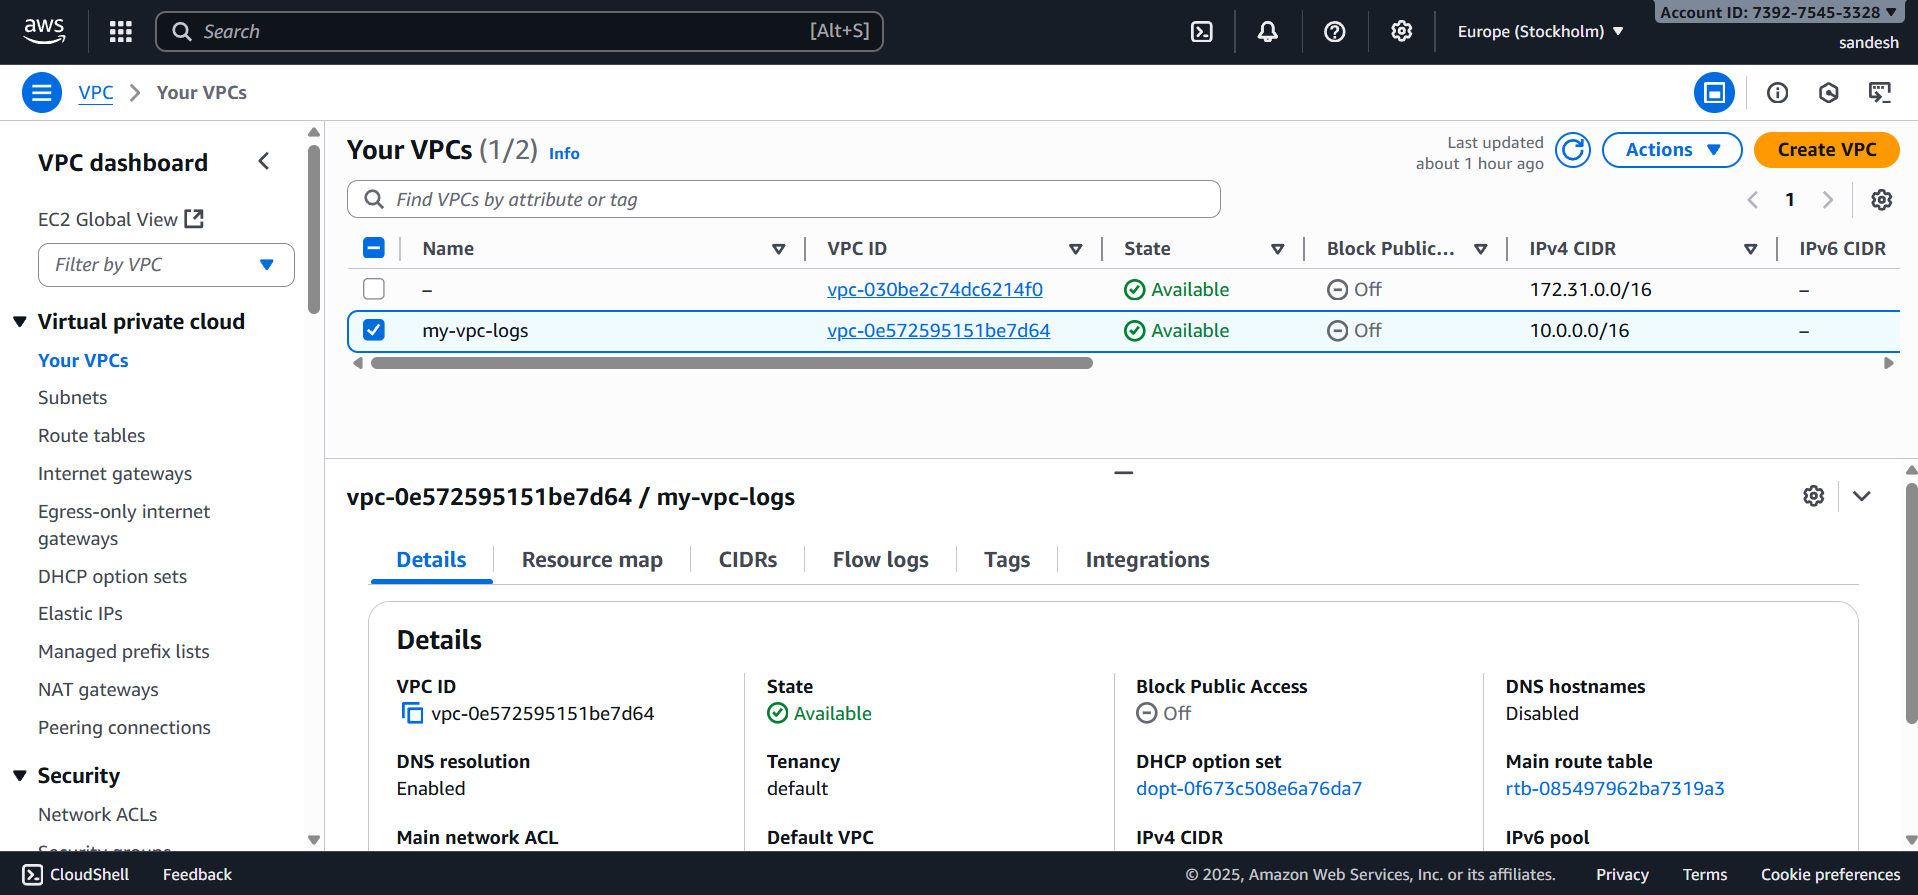 aws
Search [Alt+S]
Europe (Stockholm)
Account ID: 7392-7545-3328
sandesh
VPC
Your VPCs
VPC dashboard
EC2 Global View
Filter by VPC
Virtual private cloud
Your VPCs
Subnets
Route tables
Internet gateways
Egress-only internet
gateways
DHCP option sets
Elastic IPs
Managed prefix lists
NAT gateways
Peering connections
Security
Network ACLs
Security groups
Your VPCs (1/2) Info
Last updated
about 1 hour ago
Actions
Create VPC
Find VPCs by attribute or tag
1
Name VPC ID State Block Public... IPv4 CIDR IPv6 CIDR
– vpc-030be2c74dc6214f0 Available Off 172.31.0.0/16 –
my-vpc-logs vpc-0e572595151be7d64 Available Off 10.0.0.0/16 –
vpc-0e572595151be7d64 / my-vpc-logs
Details Resource map CIDRs Flow logs Tags Integrations
Details
VPC ID State Block Public Access DNS hostnames
vpc-0e572595151be7d64 Available Off Disabled
DNS resolution Tenancy DHCP option set Main route table
Enabled default dopt-0f673c508e6a76da7 rtb-085497962ba7319a3
Main network ACL Default VPC IPv4 CIDR IPv6 pool
CloudShell Feedback © 2025, Amazon Web Services, Inc. or its affiliates. Privacy Terms Cookie preferences